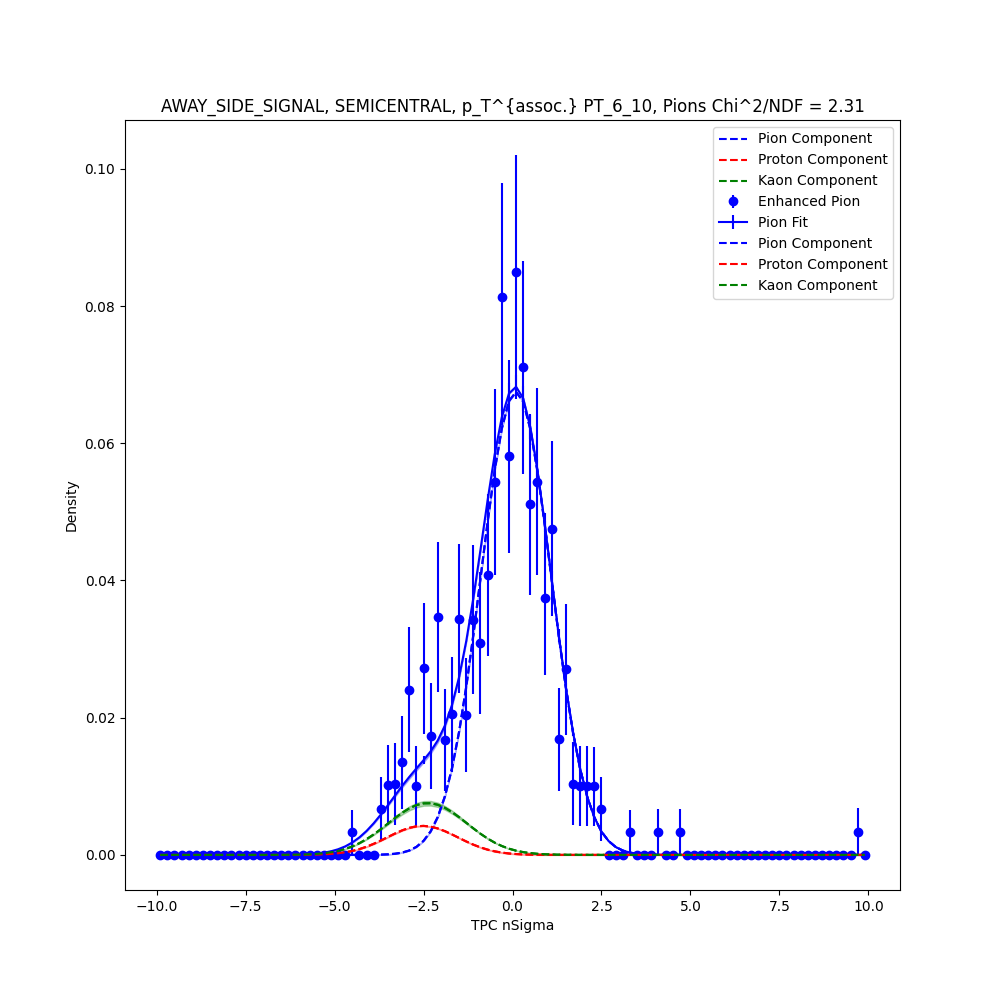 AWAY_SIDE_SIGNAL, SEMICENTRAL, p_T^{assoc.} PT_6_10, Pions Chi^2/NDF = 2.31
Pion Component
Proton Component
Kaon Component
Enhanced Pion
Pion Fit
Pion Component
Proton Component
Kaon Component
0.10
0.08
0.06
0.04
0.02
0.00
Density
−10.0 −7.5 −5.0 −2.5 0.0 2.5 5.0 7.5 10.0
TPC nSigma